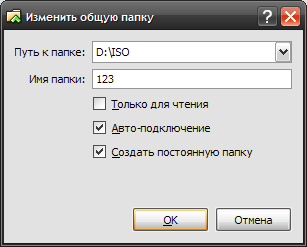 Изменить общую папку
Путь к папке: D:\ISO
Имя папки: 123
Только для чтения
Авто-подключение
Создать постоянную папку
OK Отмена